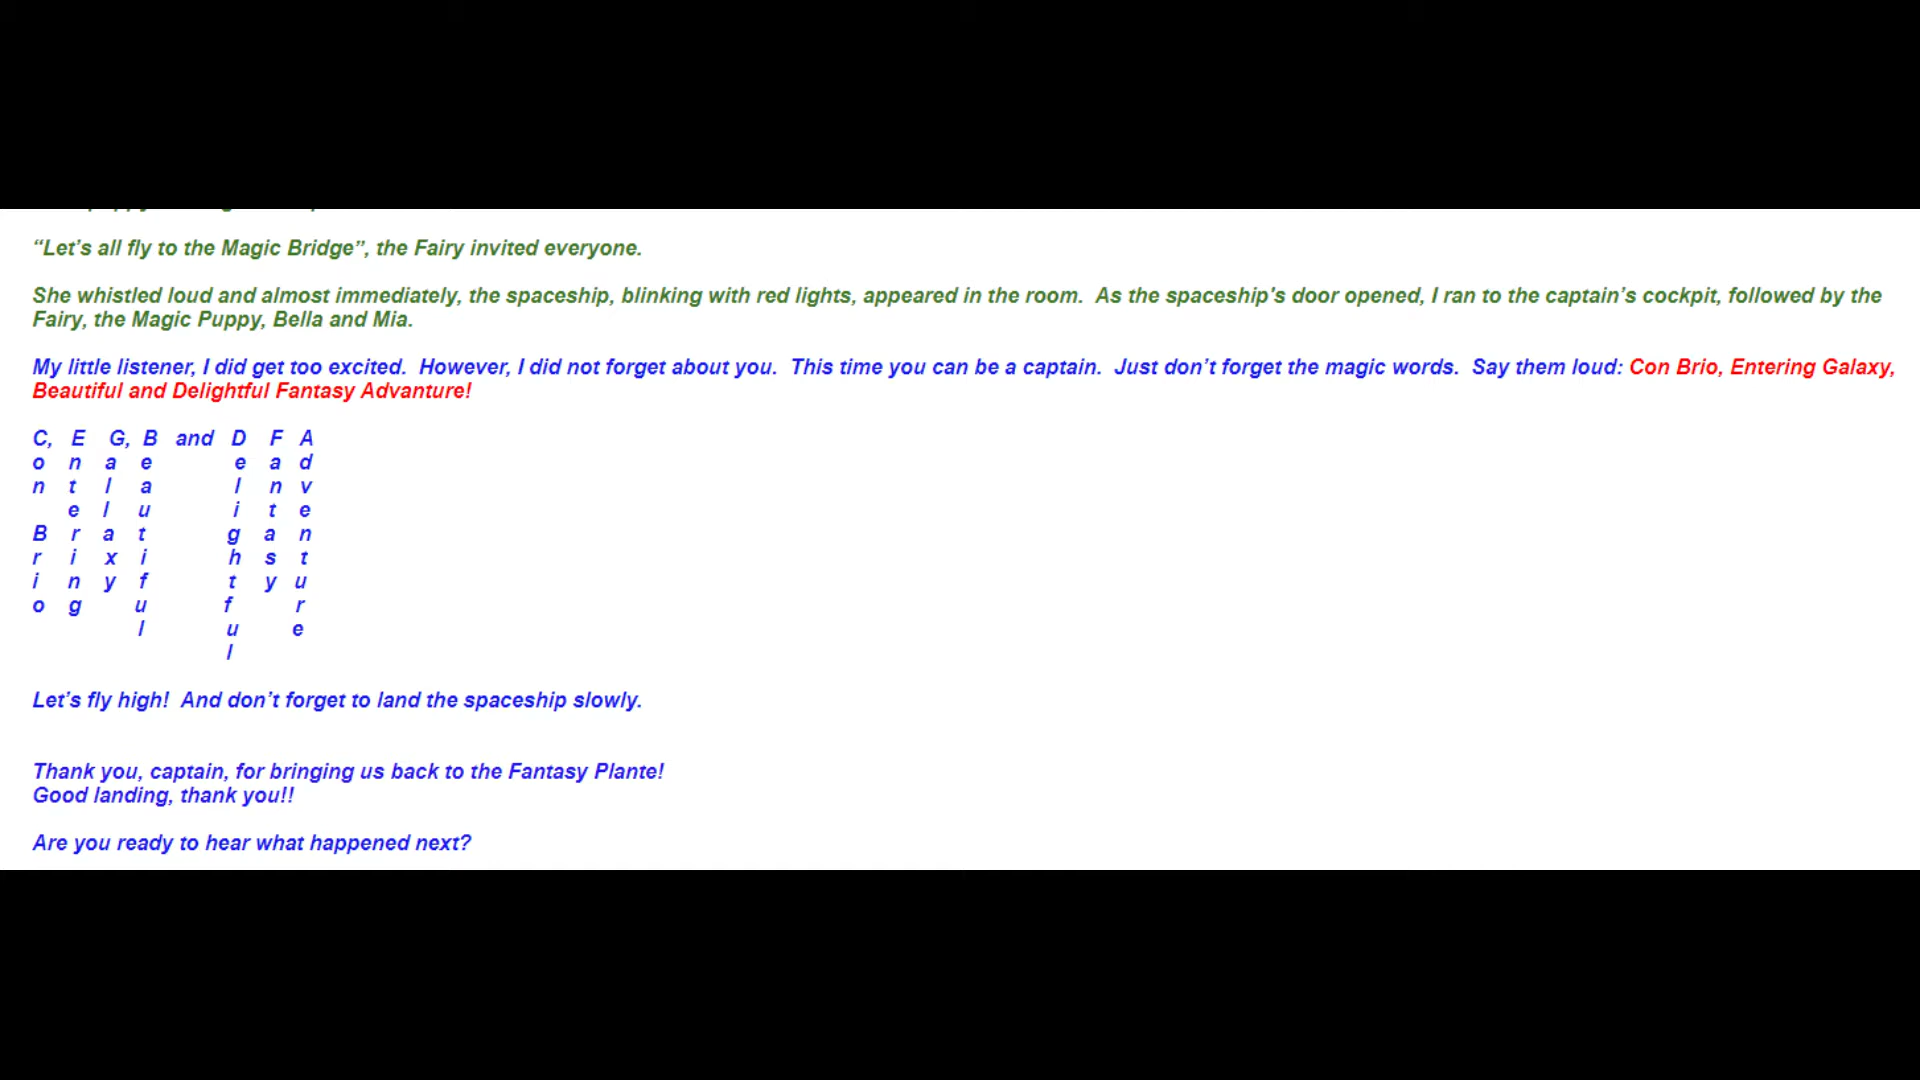 “Let’s all fly to the Magic Bridge”, the Fairy invited everyone.
She whistled loud and almost immediately, the spaceship, blinking with red lights, appeared in the room.  As the spaceship's door opened, I ran to the captain’s cockpit, followed by the
Fairy, the Magic Puppy, Bella and Mia.
My little listener, I did get too excited.  However, I did not forget about you.  This time you can be a captain.  Just don’t forget the magic words.  Say them loud: Con Brio, Entering Galaxy,
Beautiful and Delightful Fantasy Advanture!
C, E G, B and D F A
o n a e e a d
n t l a l n v
e l u i t e
B r a t g a n
r i x i h s t
i n y f t y u
o g u f r
l u e
l
Let’s fly high!  And don’t forget to land the spaceship slowly.
Thank you, captain, for bringing us back to the Fantasy Plante!
Good landing, thank you!!
Are you ready to hear what happened next?